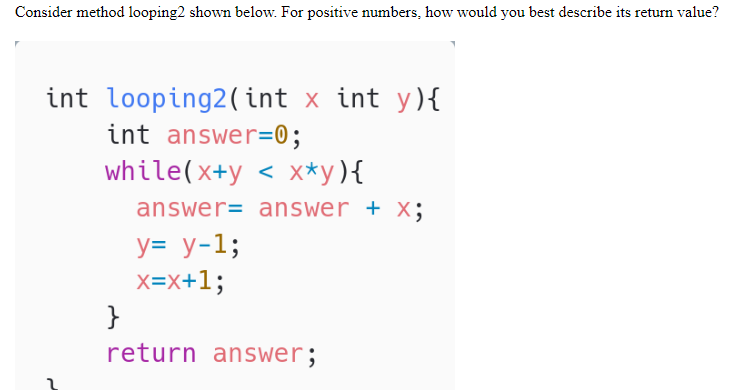 Consider method looping2 shown below. For positive numbers, how would you best describe its return value?
int looping2(int x int y){
int answer=0;
while(x+y < x*y){
answer= answer + x;
y= y-1;
x=x+1;
}
return answer;
}